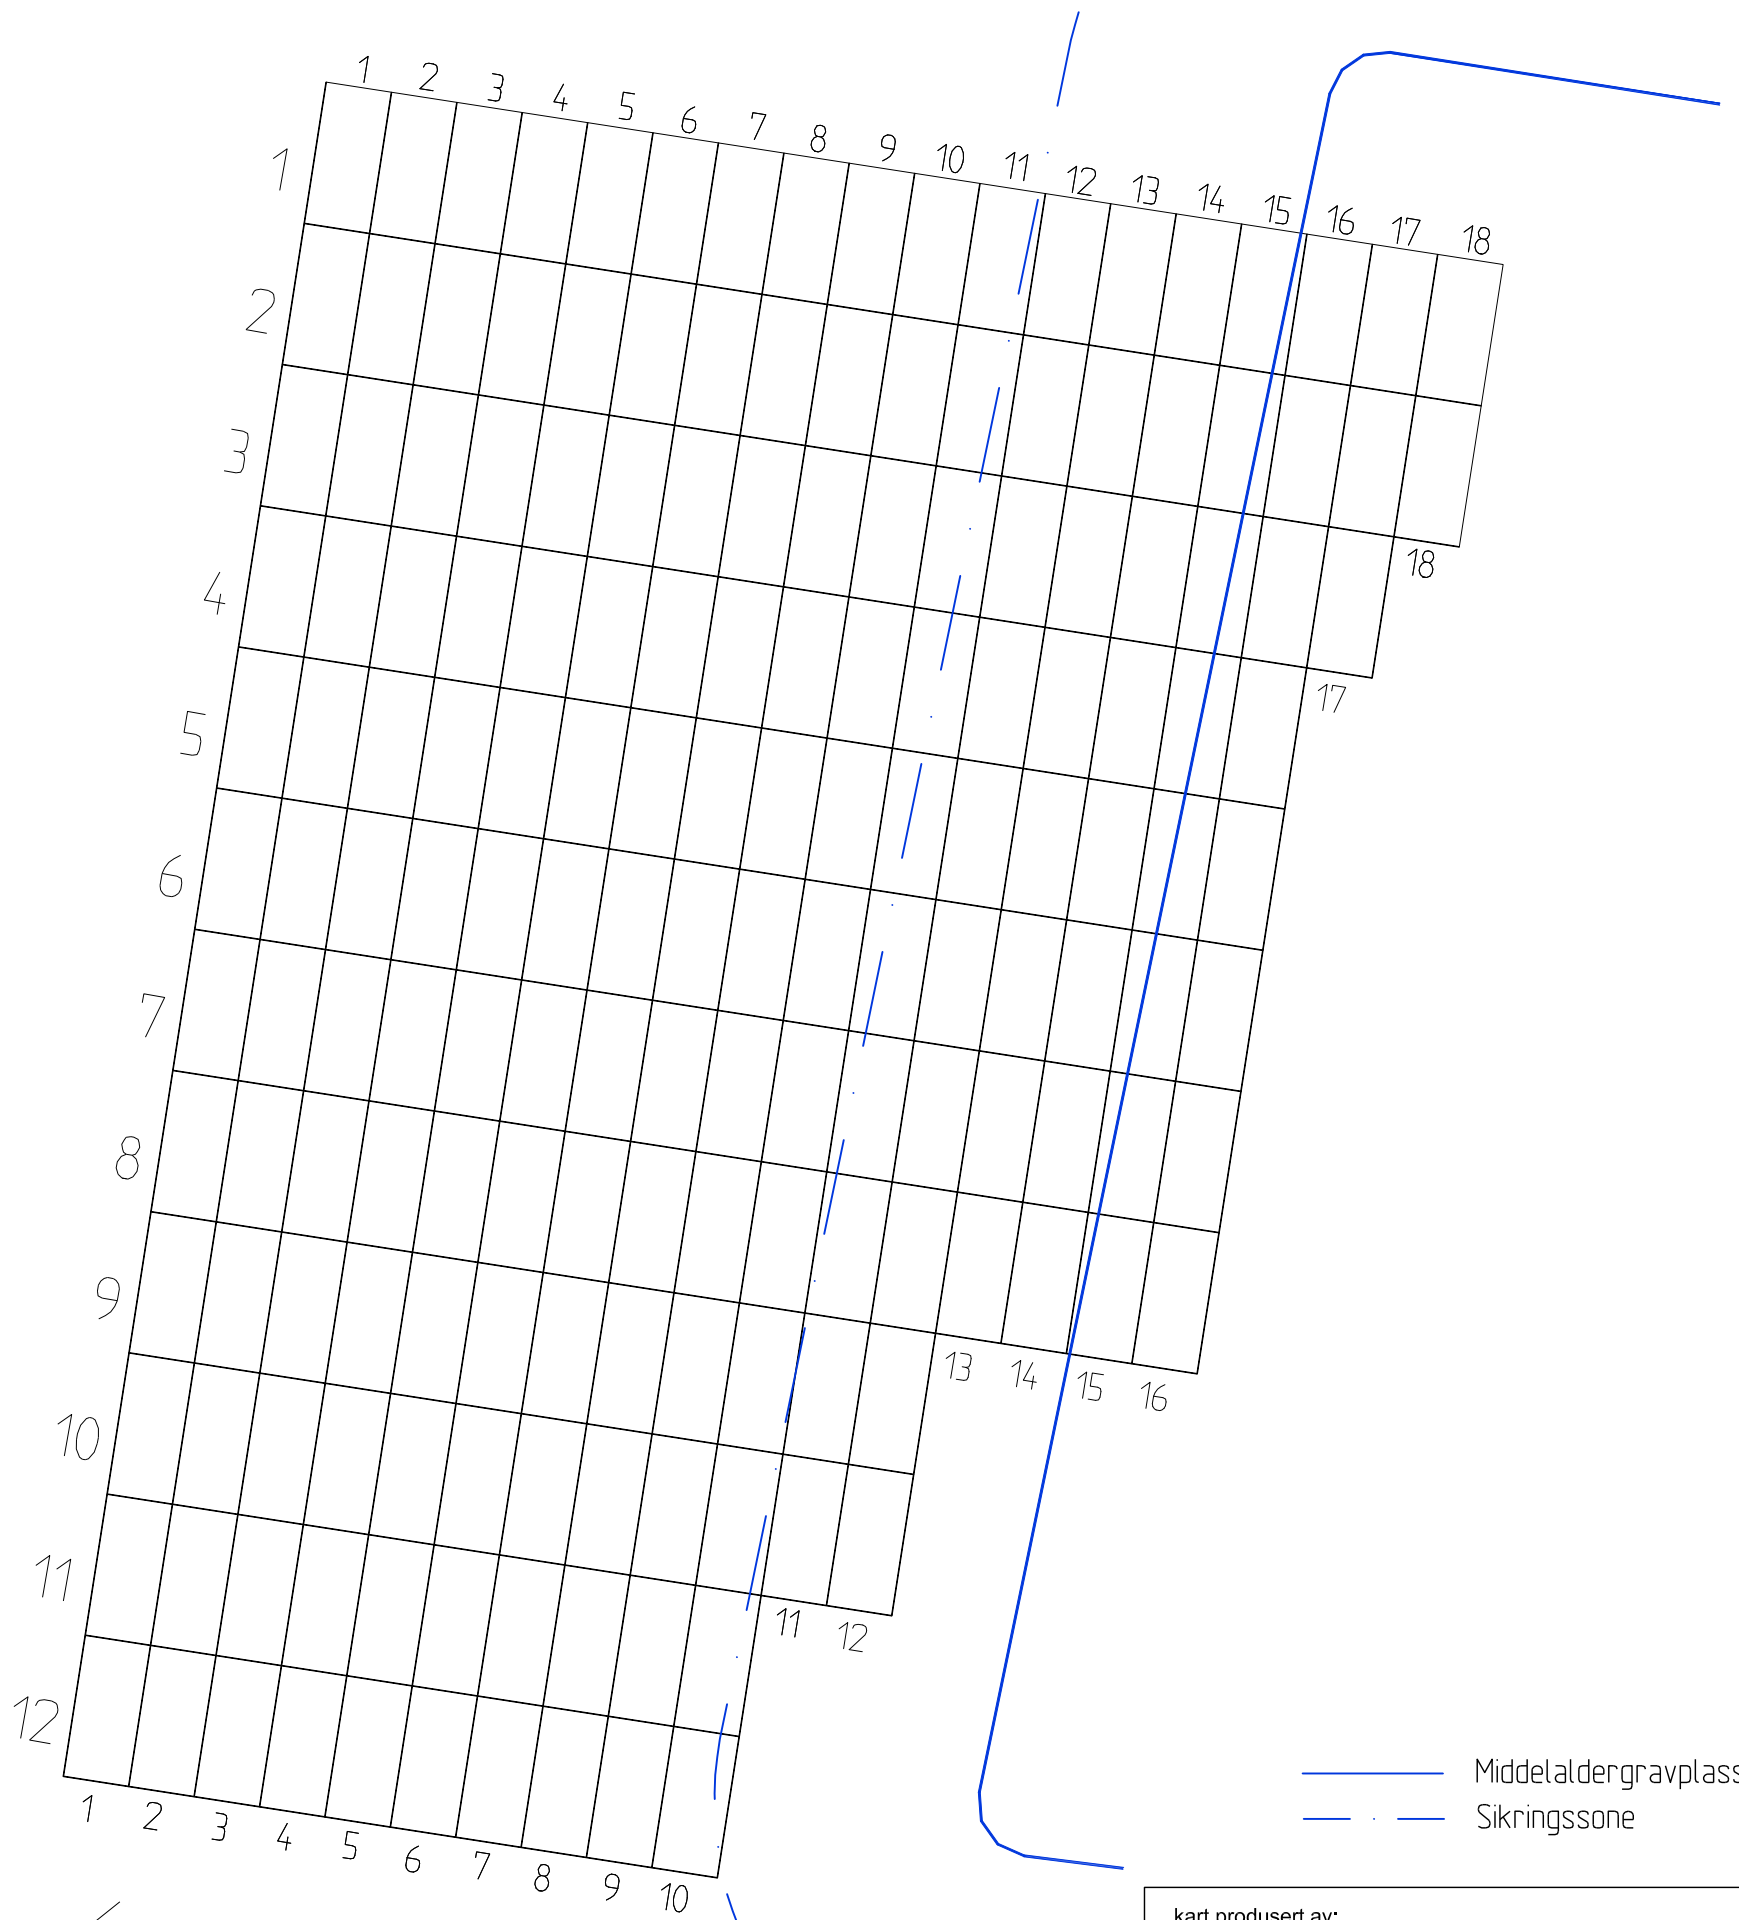 1 2 3 4 5 6 7 8 9 10 11 12 13 14 15 16 17 18
1
2
3
18
4
17
5
6
7
8
9
13 14 15 16
10
11
11 12
12
Middelaldergravplass
Sikringssone
1 2 3 4 5 6 7 8 9 10
kart produsert av: